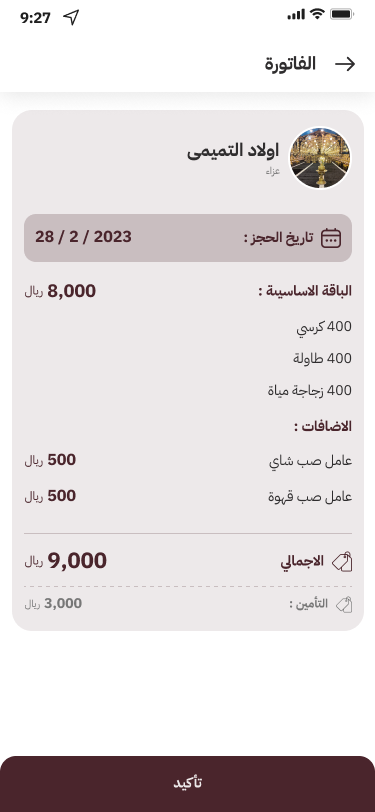 9:27
الفاتورة
اولاد التميمى
عزاء
تاريخ الحجز : 28 / 2 / 2023
الباقة الاساسيىة : 8,000 ريال
400 كرسي
400 طاولة
400 زجاجة مياة
الاضافات :
عامل صب شاي 500 ريال
عامل صب قهوة 500 ريال
الاجمالي 9,000 ريال
التأمين : 3,000 ريال
تأكيد